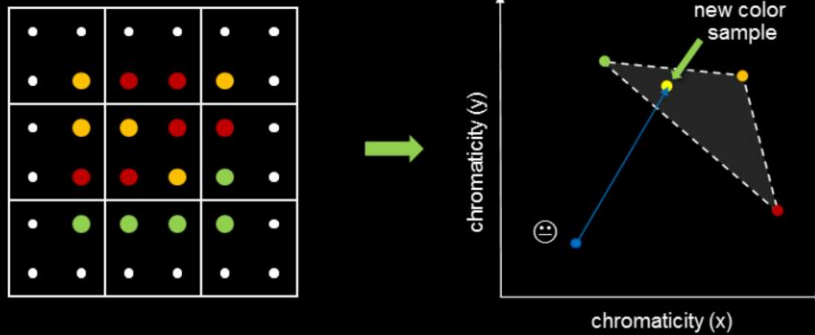 new color
sample
chromaticity (y)
chromaticity (x)